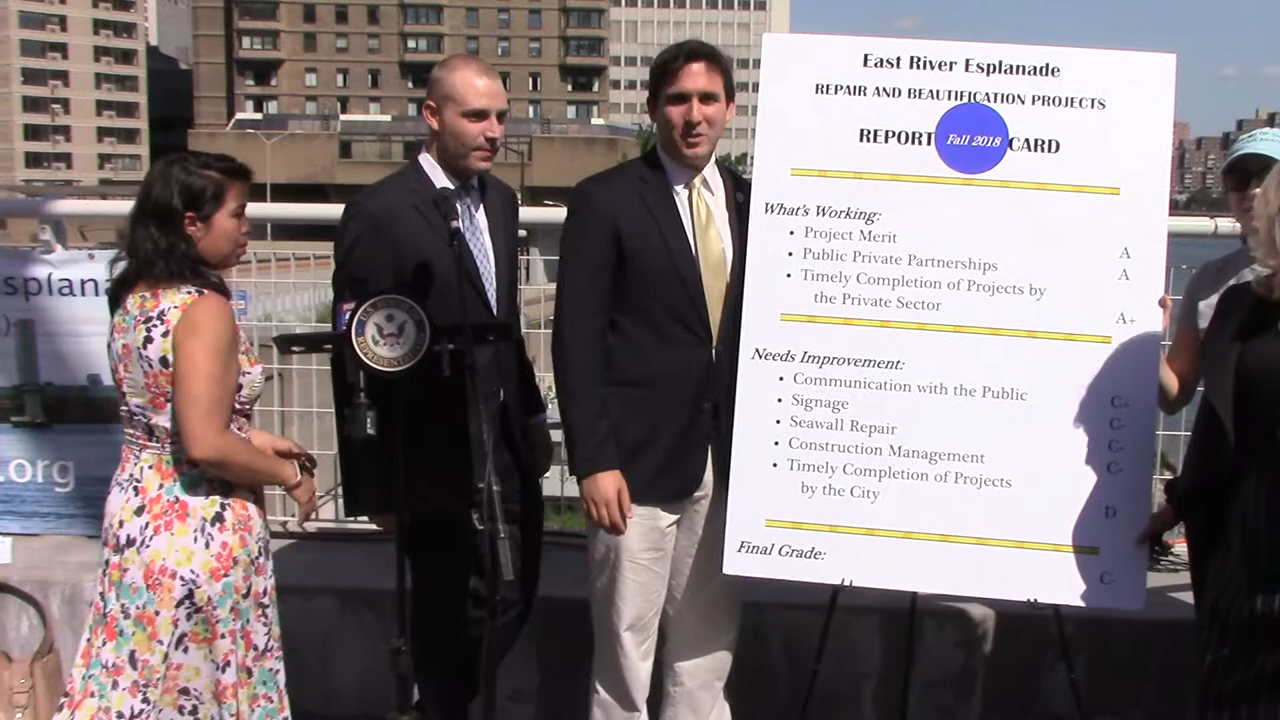 East River Esplanade
REPAIR AND BEAUTIFICATION PROJECTS
REPORT Fall 2018 CARD
What's Working:
• Project Merit A
• Public Private Partnerships A
• Timely Completion of Projects by
the Private Sector A+
Needs Improvement:
• Communication with the Public C+
• Signage C-
• Seawall Repair C-
• Construction Management C-
• Timely Completion of Projects
by the City D
Final Grade: C-
splana
)
.org